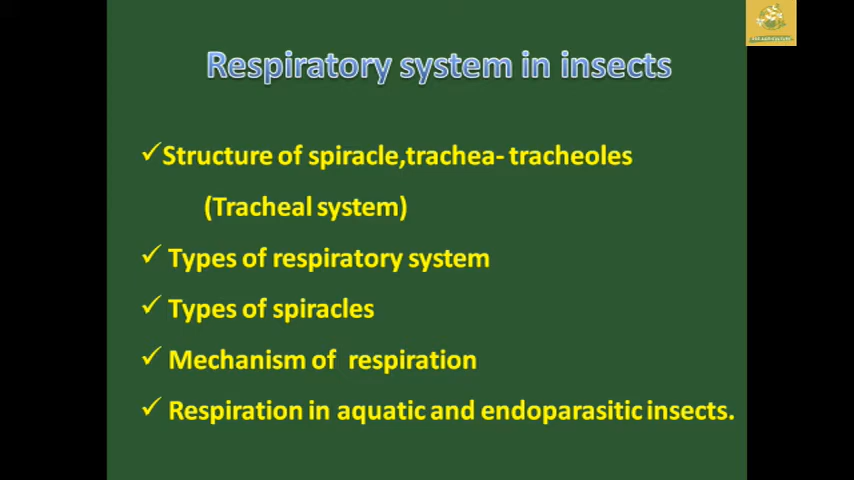 Respiratory system in insects
✓Structure of spiracle,trachea- tracheoles
(Tracheal system)
✓ Types of respiratory system
✓ Types of spiracles
✓ Mechanism of respiration
✓ Respiration in aquatic and endoparasitic insects.